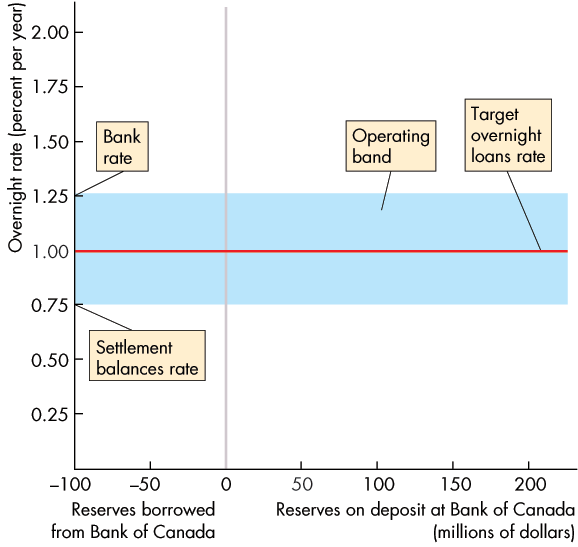 Overnight rate (percent per year)
2.00
1.75
1.50
1.25
1.00
0.75
0.50
0.25
Bank
rate
Operating
band
Target
overnight
loans rate
Settlement
balances rate
–100
–50
0
50
100
150
200
Reserves borrowed
from Bank of Canada
Reserves on deposit at Bank of Canada
(millions of dollars)